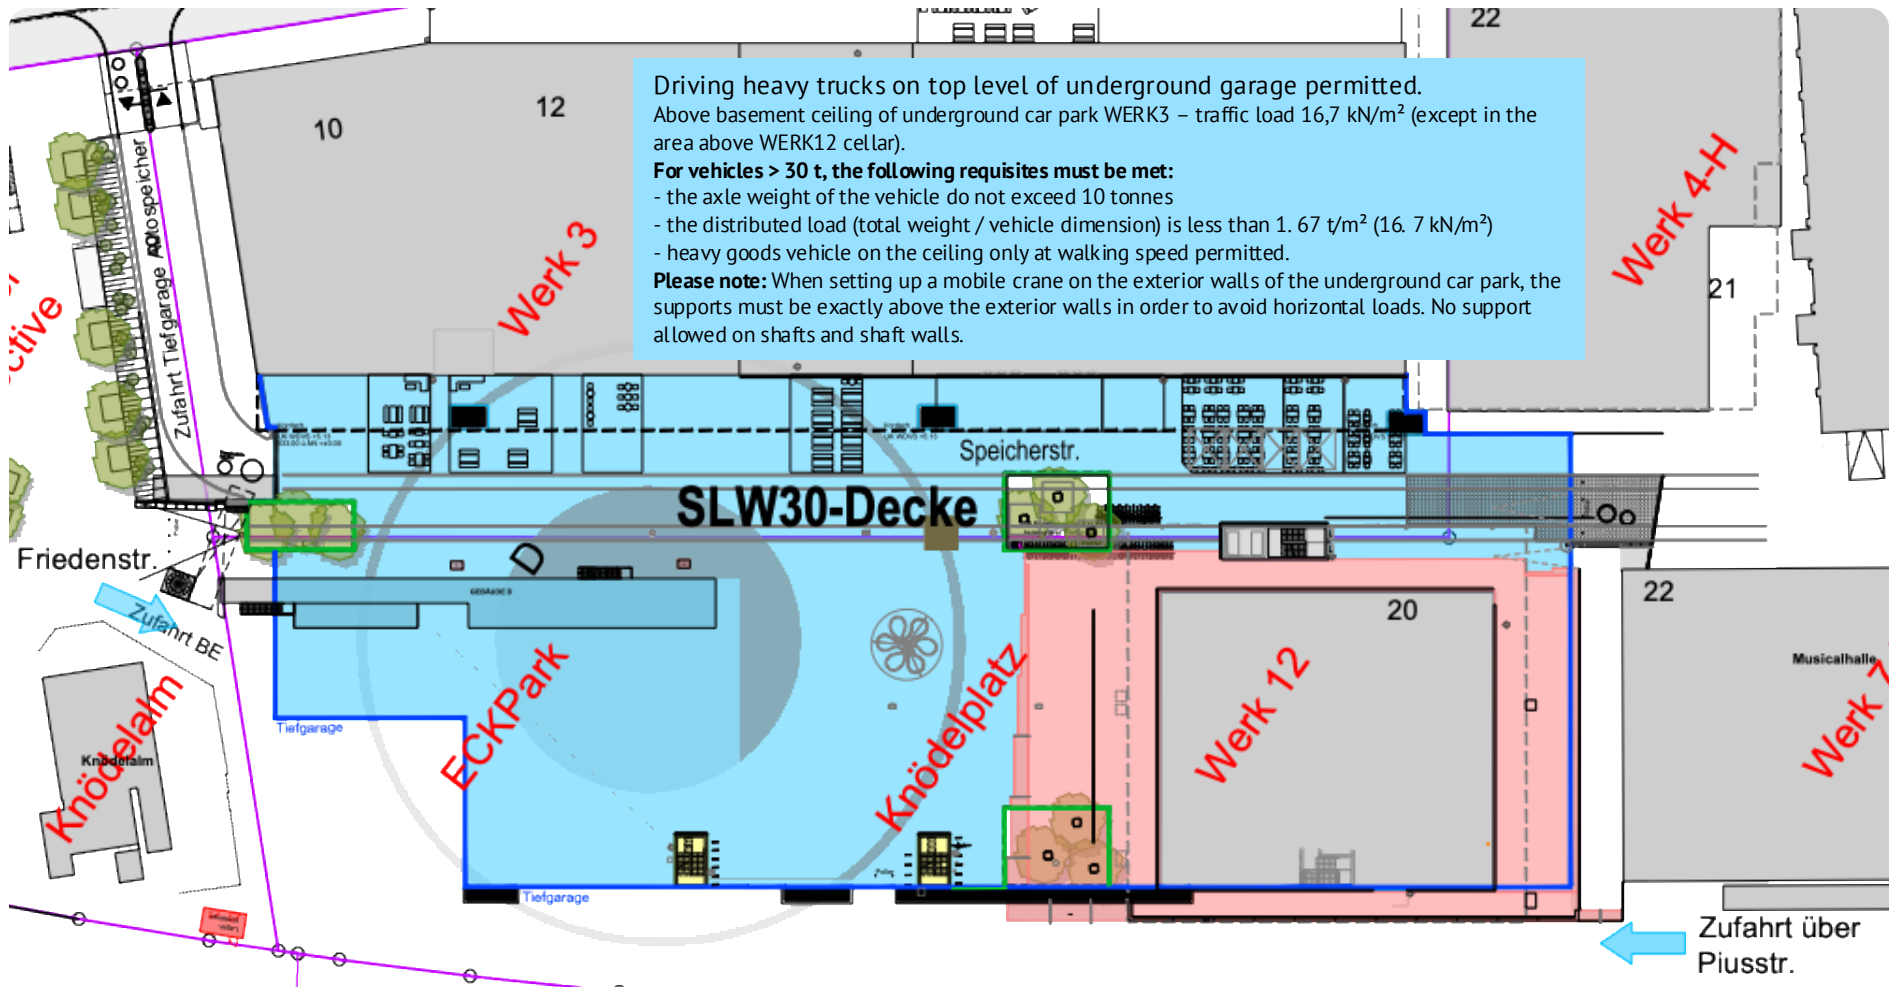 22
12
10
Driving heavy trucks on top level of underground garage permitted.
Above basement ceiling of underground car park WERK3 – traffic load 16,7 kN/m² (except in the
area above WERK12 cellar).
For vehicles > 30 t, the following requisites must be met:
- the axle weight of the vehicle do not exceed 10 tonnes
- the distributed load (total weight / vehicle dimension) is less than 1. 67 t/m² (16. 7 kN/m²)
- heavy goods vehicle on the ceiling only at walking speed permitted.
Please note: When setting up a mobile crane on the exterior walls of the underground car park, the
supports must be exactly above the exterior walls in order to avoid horizontal loads. No support
allowed on shafts and shaft walls.
Werk 3
Werk 4-H
21
Zufahrt Tiefgarage
ctive
Speicherstr.
SLW30-Decke
D
Friedenstr.
Zufahrt BE
GEBÄUDE D
20
22
Musicalhalle
Werk 7
Werk 12
Knödelplatz
ECKPark
Tiefgarage
Knödelalm
Knödelalm
Tiefgarage
Zufahrt über
Piusstr.